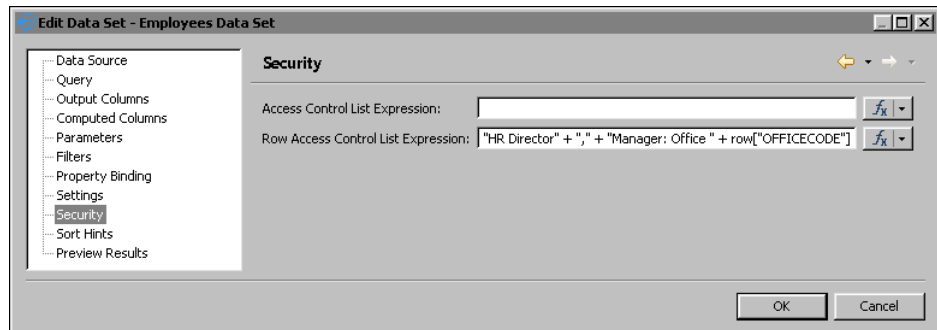 Edit Data Set - Employees Data Set
Data Source
Query
Output Columns
Computed Columns
Parameters
Filters
Property Binding
Settings
Security
Sort Hints
Preview Results
Security
Access Control List Expression:
fx
Row Access Control List Expression: "HR Director" + "," + "Manager: Office " + row["OFFICECODE"]
fx
OK Cancel